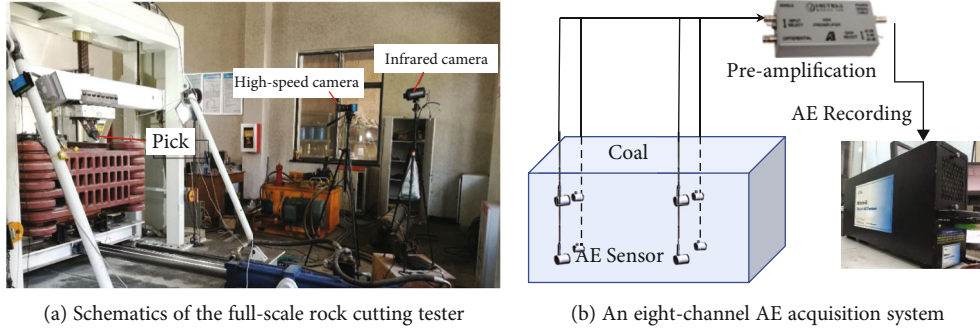 Infrared camera
High-speed camera
Pick
Pre-amplification
AE Recording
Coal
AE Sensor
(a) Schematics of the full-scale rock cutting tester
(b) An eight-channel AE acquisition system